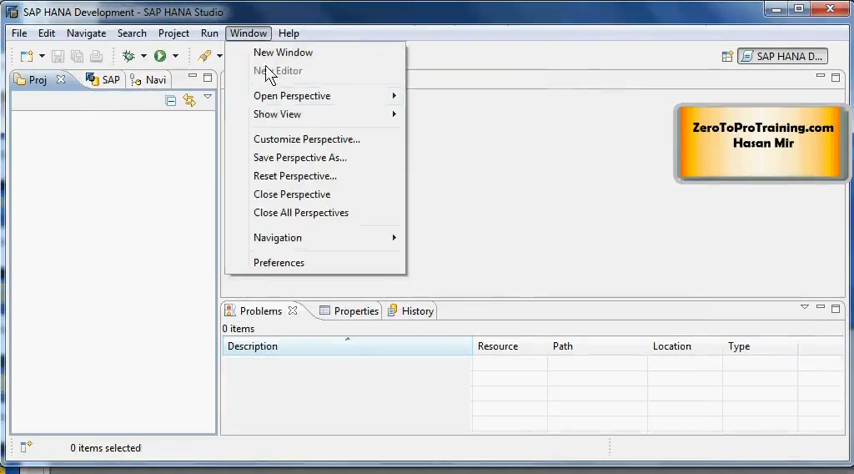 SAP HANA Development - SAP HANA Studio
File Edit Navigate Search Project Run Window Help
SAP HANA D...
Proj SAP Navi
New Window
Editor
Open Perspective
Show View
Customize Perspective...
Save Perspective As...
Reset Perspective...
Close Perspective
Close All Perspectives
Navigation
Preferences
ZeroToProTraining.com
Hasan Mir
Problems Properties History
0 items
Description Resource Path Location Type
0 items selected